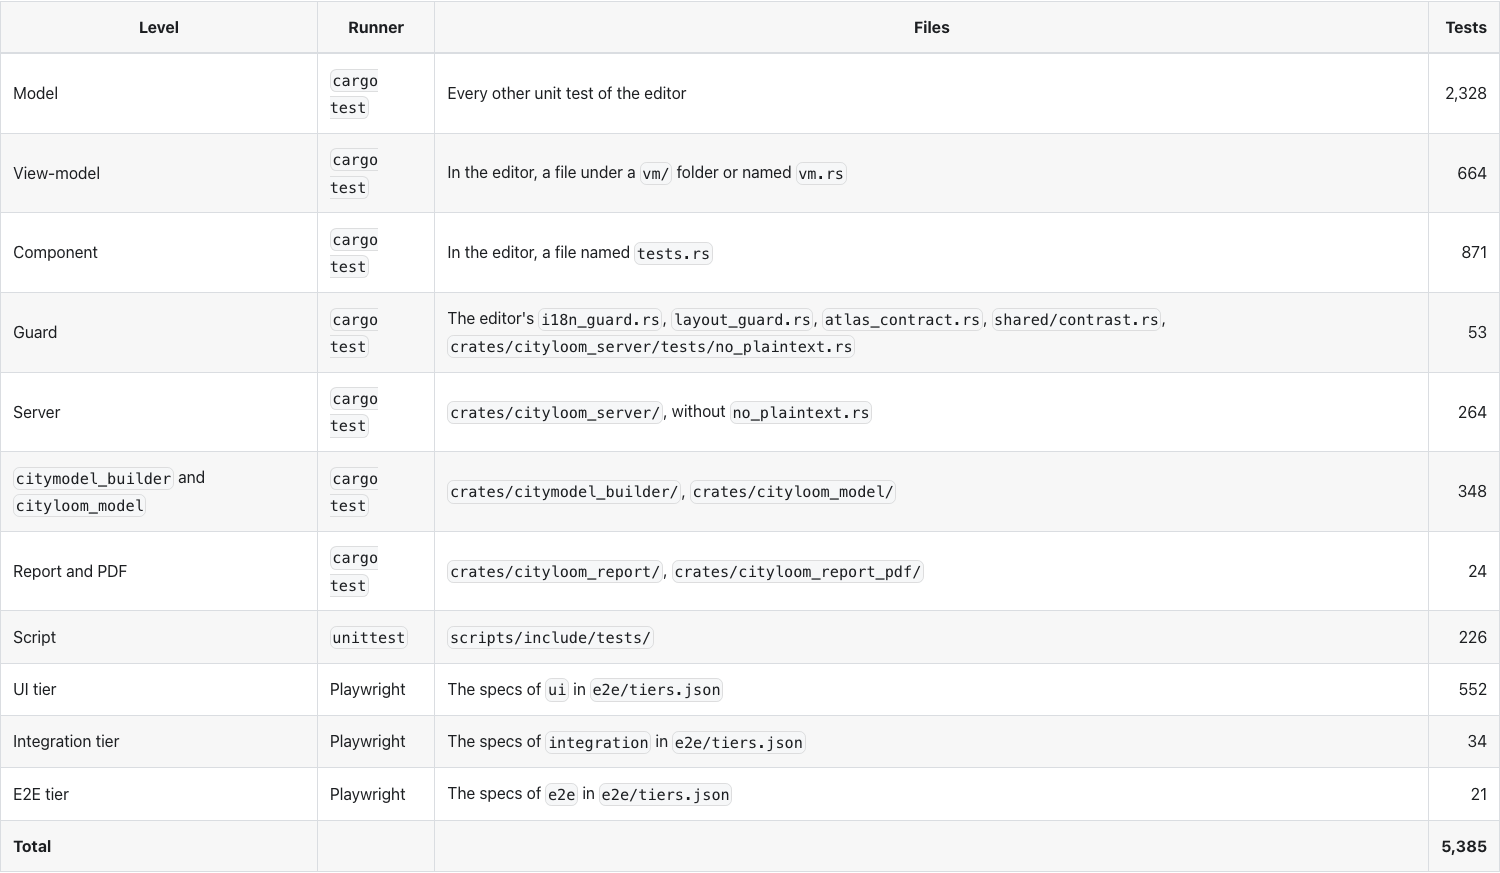 Level Runner Files Tests
Model cargo test Every other unit test of the editor 2,328
View-model cargo test In the editor, a file under a vm/ folder or named vm.rs 664
Component cargo test In the editor, a file named tests.rs 871
Guard cargo test The editor's i18n_guard.rs, layout_guard.rs, atlas_contract.rs, shared/contrast.rs,
crates/cityloom_server/tests/no_plaintext.rs 53
Server cargo test crates/cityloom_server/, without no_plaintext.rs 264
citymodel_builder and
cityloom_model cargo test crates/citymodel_builder/, crates/cityloom_model/ 348
Report and PDF cargo test crates/cityloom_report/, crates/cityloom_report_pdf/ 24
Script unittest scripts/include/tests/ 226
UI tier Playwright The specs of ui in e2e/tiers.json 552
Integration tier Playwright The specs of integration in e2e/tiers.json 34
E2E tier Playwright The specs of e2e in e2e/tiers.json 21
Total 5,385